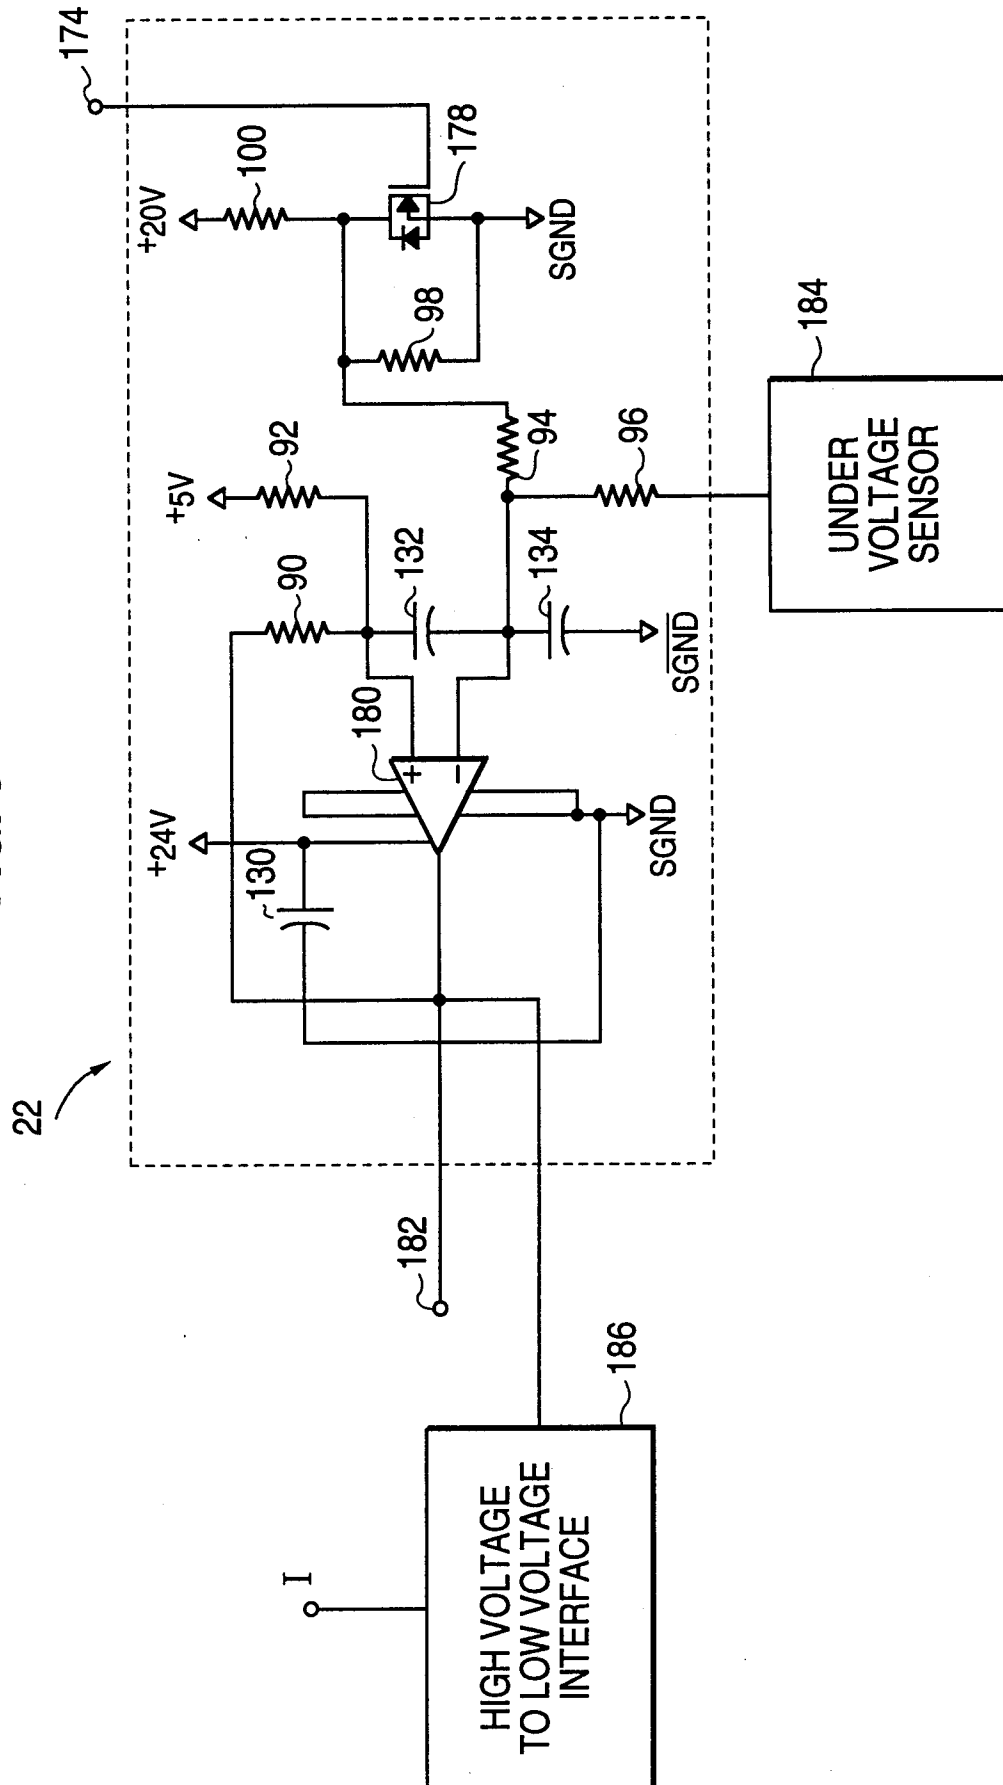 22
174
+20V
100
178
SGND
98
+5V
92
94
96
184
UNDER
VOLTAGE
SENSOR
90
132
134
SGND
180
+
−
+24V
130
SGND
182
186
I
HIGH VOLTAGE
TO LOW VOLTAGE
INTERFACE